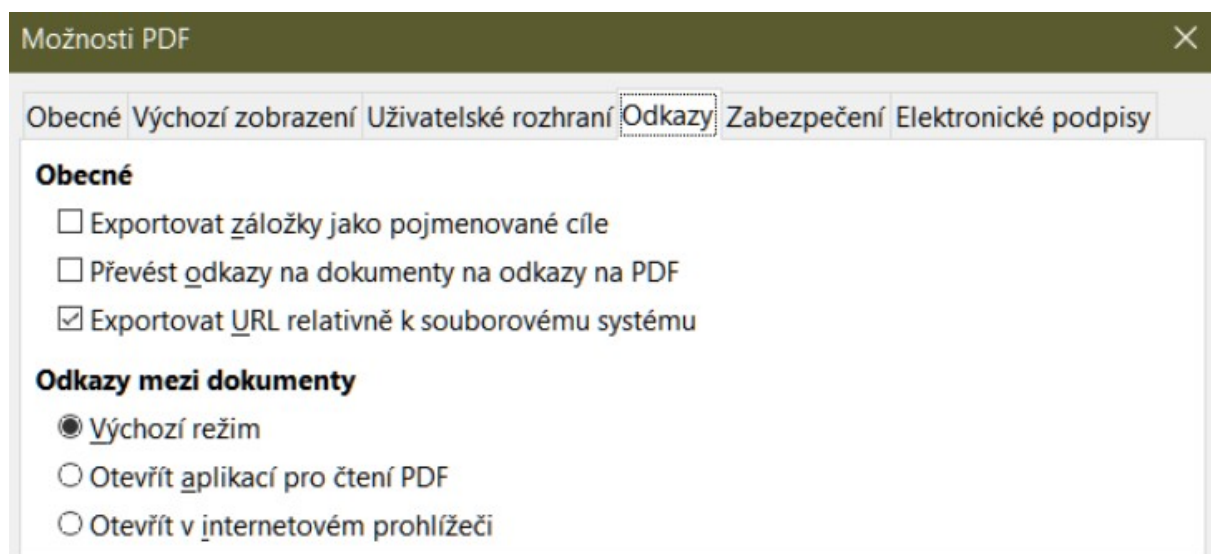 Možnosti PDF
Obecné Výchozí zobrazení Uživatelské rozhraní Odkazy Zabezpečení Elektronické podpisy
Obecné
Exportovat záložky jako pojmenované cíle
Převést odkazy na dokumenty na odkazy na PDF
Exportovat URL relativně k souborovému systému
Odkazy mezi dokumenty
Výchozí režim
Otevřít aplikací pro čtení PDF
Otevřít v internetovém prohlížeči